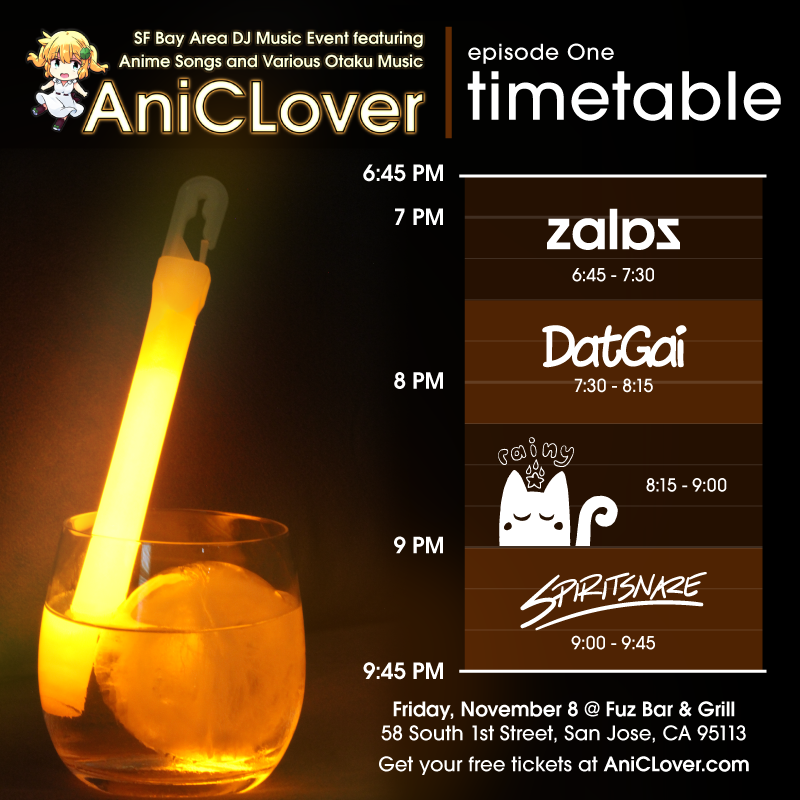 SF Bay Area DJ Music Event featuring
Anime Songs and Various Otaku Music
AniCLover
episode One
timetable
6:45 PM
7 PM
zalas
6:45 - 7:30
DatGai
7:30 - 8:15
8 PM
rainy
8:15 - 9:00
9 PM
SPIRITSNARE
9:00 - 9:45
9:45 PM
Friday, November 8 @ Fuz Bar & Grill
58 South 1st Street, San Jose, CA 95113
Get your free tickets at AniCLover.com